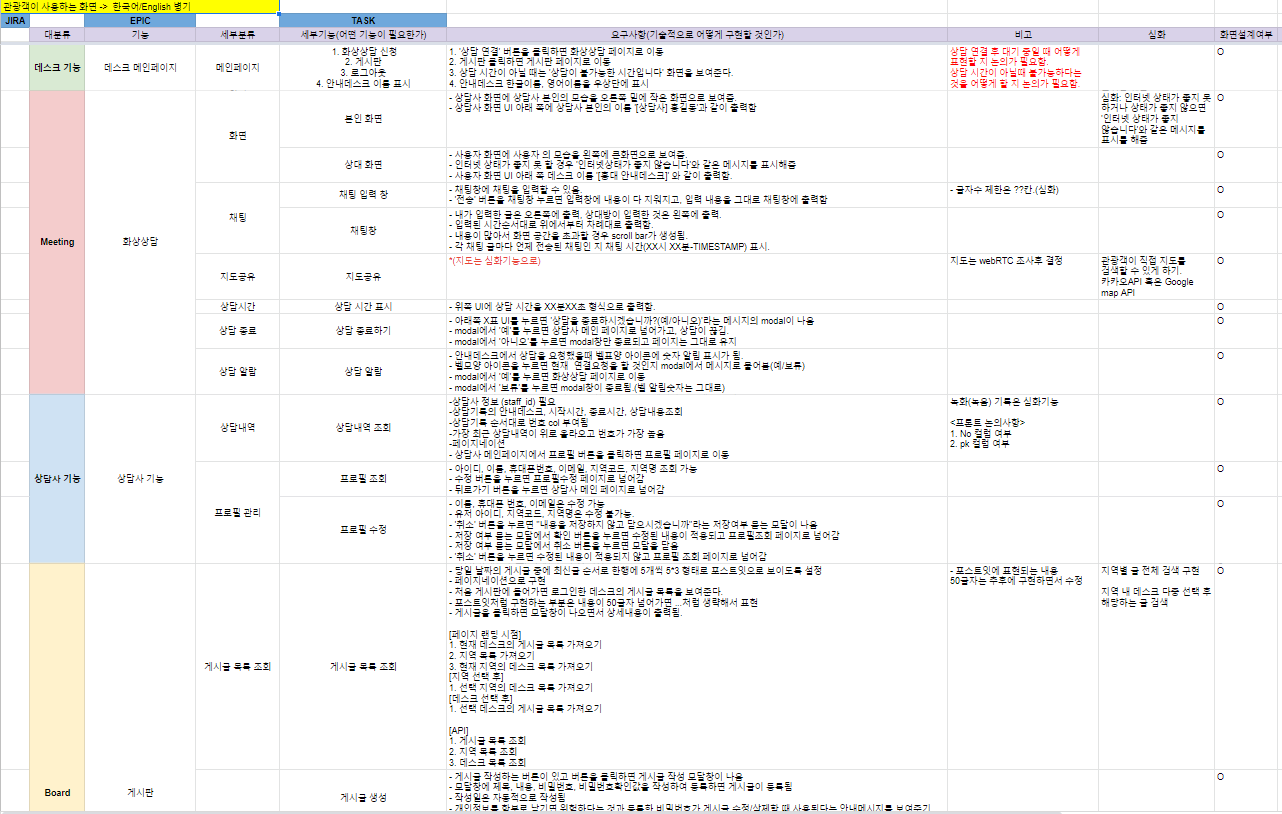 관광객이 사용하는 화면 -> 한국어/English 병기
JIRA EPIC TASK
대분류 기능 세부분류 세부기능(어떤 기능이 필요한가) 요구사항(기술적으로 어떻게 구현할 것인가) 비고 심화 화면설계여부
데스크 기능 데스크 메인페이지 메인페이지
1. 화상상담 신청
2. 게시판
3. 로그아웃
4. 안내데스크 이름 표시
1. '상담 연결' 버튼을 클릭하면 화상상담 페이지로 이동
2. 게시판 클릭하면 게시판 페이지로 이동
3. 상담 시간이 아닐 때는 '상담이 불가능한 시간입니다' 화면을 보여준다.
4. 안내데스크 한글이름, 영어이름을 우상단에 표시
상담 연결 후 대기 중일 때 어떻게
표현할 지 논의가 필요함.
상담 시간이 아닐때 불가능하다는
것을 어떻게 할 지 논의가 필요함.
O
Meeting 화상상담
화면
본인 화면
- 상담사 화면에 상담사 본인의 모습을 오른쪽 밑에 작은 화면으로 보여줌.
- 상담사 화면 UI 아래 쪽에 상담사 본인의 이름 '[상담사] 홍길동'과 같이 출력함
심화: 인터넷 상태가 좋지 못
하거나 상태가 좋지 않으면
'인터넷 상태가 좋지
않습니다'와 같은 메시지를
표시를 해줌
O
상대 화면
- 사용자 화면에 사용자 의 모습을 왼쪽에 큰화면으로 보여줌.
- 인터넷 상태가 좋지 못 할 경우 '인터넷상태가 좋지 않습니다'와 같은 메시지를 표시해줌
- 사용자 화면 UI 아래 쪽 데스크 이름 '[홍대 안내데스크]' 와 같이 출력함.
O
채팅
채팅 입력 창
- 채팅창에 채팅을 입력할 수 있음.
- '전송' 버튼을 채팅창 누르면 입력창에 내용이 다 지워지고, 입력 내용을 그대로 채팅창에 출력함
- 글자수 제한은 ??칸.(심화)
O
채팅창
- 내가 입력한 글은 오른쪽에 출력, 상대방이 입력한 것은 왼쪽에 출력.
- 입력된 시간순서대로 위에서부터 차례대로 출력함.
- 내용이 많아서 화면 공간을 초과할 경우 scroll bar가 생성됨.
- 각 채팅 글마다 언제 전송된 채팅인 지 채팅 시간(XX시 XX분-TIMESTAMP) 표시.
O
지도공유 지도공유
*(지도는 심화기능으로)
지도는 webRTC 조사후 결정
관광객이 직접 지도를
검색할 수 있게 하기.
카카오API 혹은 Google
map API
O
상담시간 상담 시간 표시
- 위쪽 UI에 상담 시간을 XX분XX초 형식으로 출력함.
O
상담 종료 상담 종료하기
- 아래쪽 X표 UI를 누르면 '상담을 종료하시겠습니까?(예/아니오)'라는 메시지의 modal이 나옴
- modal에서 '예'를 누르면 상담사 메인 페이지로 넘어가고, 상담이 끊김.
- modal에서 '아니오'를 누르면 modal창만 종료되고 페이지는 그대로 유지
O
상담 알람 상담 알람
- 안내데스크에서 상담을 요청했을때 벨표양 아이콘에 숫자 알림 표시가 됨.
- 벨모양 아이콘을 누르면 현재 연결요청을 할 것인지 modal에서 메시지로 물어봄(예/보류)
- modal에서 '예'를 누르면 화상상담 페이지로 이동
- modal에서 '보류'를 누르면 modal창이 종료됨.(벨 알림숫자는 그대로)
O
상담사 기능 상담사 기능
상담내역 상담내역 조회
-상담사 정보 (staff_id) 필요
-상담기록의 안내데스크, 시작시간, 종료시간, 상담내용조회
-상담기록 순서대로 번호 col 부여됨
-가장 최근 상담내역이 위로 올라오고 번호가 가장 높음
-페이지네이션
- 상담사 메인페이지에서 프로필 버튼을 클릭하면 프로필 페이지로 이동
녹화(녹음) 기록은 심화기능
<프론트 논의사항>
1. No 컬럼 여부
2. pk 컬럼 여부
O
프로필 관리
프로필 조회
- 아이디, 이름, 휴대폰번호, 이메일, 지역코드, 지역명 조회 가능
- 수정 버튼을 누르면 프로필수정 페이지로 넘어감
- 뒤로가기 버튼을 누르면 상담사 메인 페이지로 넘어감
O
프로필 수정
- 이름, 휴대폰 번호, 이메일은 수정 가능
- 유저 아이디, 지역코드, 지역명은 수정 불가능.
- '취소' 버튼을 누르면 "내용을 저장하지 않고 닫으시겠습니까"라는 저장여부 묻는 모달이 나옴
- 저장 여부 묻는 모달에서 확인 버튼을 누르면 수정된 내용이 적용되고 프로필조회 페이지로 넘어감
- 저장 여부 묻는 모달에서 취소 버튼을 누르면 모달을 닫음
- '취소' 버튼을 누르면 수정된 내용이 적용되지 않고 프로필 조회 페이지로 넘어감
O
Board 게시판
게시글 목록 조회 게시글 목록 조회
- 당일 날짜의 게시글 중에 최신글 순서로 한행에 5개씩 5*3 형태로 포스트잇으로 보이도록 설정
- 페이지네이션으로 구현
- 처음 게시판에 들어가면 로그인한 데스크의 게시글 목록을 보여준다.
- 포스트잇처럼 구현하는 부분은 내용이 50글자 넘어가면 ...처럼 생략해서 표현
- 게시글을 클릭하면 모달창이 나오면서 상세내용이 출력됨.
[페이지 랜딩 시점]
1. 현재 데스크의 게시글 목록 가져오기
2. 지역 목록 가져오기
3. 현재 지역의 데스크 목록 가져오기
[지역 선택 후]
1. 선택 지역의 데스크 목록 가져오기
[데스크 선택 후]
1. 선택 데스크의 게시글 목록 가져오기
[API]
1. 게시글 목록 조회
2. 지역 목록 조회
3. 데스크 목록 조회
- 포스트잇에 표현되는 내용
50글자는 추후에 구현하면서 수정
지역별 글 전체 검색 구현
지역 내 데스크 다중 선택 후
해당하는 글 검색
O
게시글 생성
- 게시글 작성하는 버튼이 있고 버튼을 클릭하면 게시글 작성 모달창이 나옴
- 모달창에 제목, 내용, 비밀번호, 비밀번호확인값을 작성하여 등록하면 게시글이 등록됨
- 작성일은 자동적으로 작성됨
- 개인정보를 함부로 남기면 위험하다는 것과 등록한 비밀번호가 게시글 수정/삭제할 때 사용된다는 안내메시지를 보여주기
O